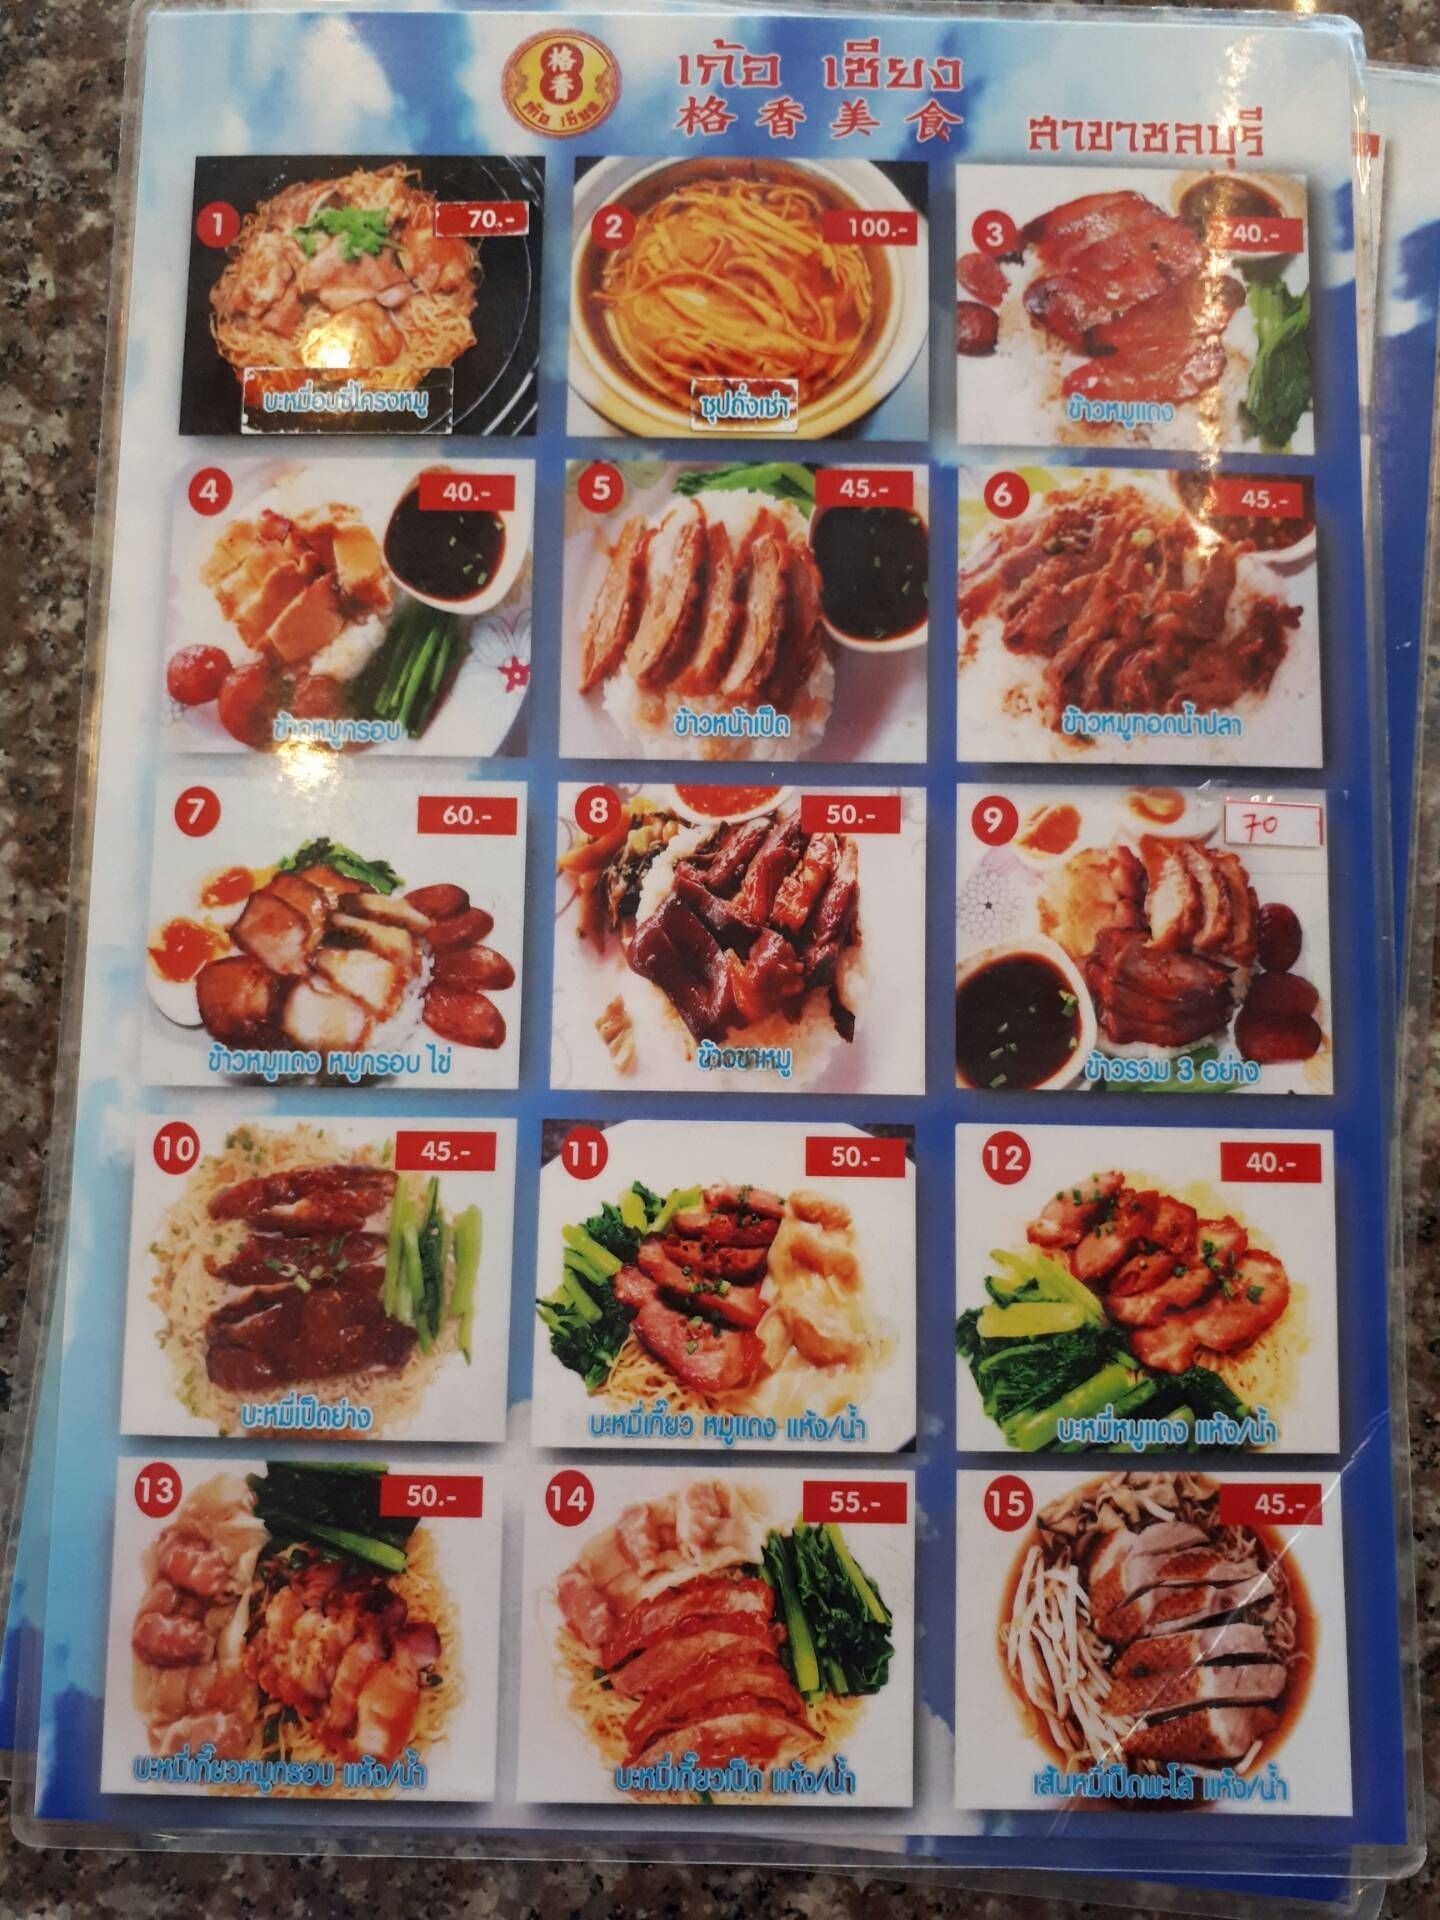 格香
เก้อ เซียง
เก้อ เซียง
格香美食
สาขาชลบุรี
1
70.-
บะหมี่อบซี่โครงหมู
2
100.-
ซุปถั่งเช่า
3
40.-
ข้าวหมูแดง
4
40.-
ข้าวหมูกรอบ
5
45.-
ข้าวหน้าเป็ด
6
45.-
ข้าวหมูทอดน้ำปลา
7
60.-
ข้าวหมูแดง หมูกรอบ ไข่
8
50.-
ข้าวขาหมู
9
70
ข้าวรวม 3 อย่าง
10
45.-
บะหมี่เป็ดย่าง
11
50.-
บะหมี่เกี๊ยว หมูแดง แห้ง/น้ำ
12
40.-
บะหมี่หมูแดง แห้ง/น้ำ
13
50.-
บะหมี่เกี๊ยวหมูกรอบ แห้ง/น้ำ
14
55.-
บะหมี่เกี๊ยวเป็ด แห้ง/น้ำ
15
45.-
เส้นหมี่เป็ดพะโล้ แห้ง/น้ำ